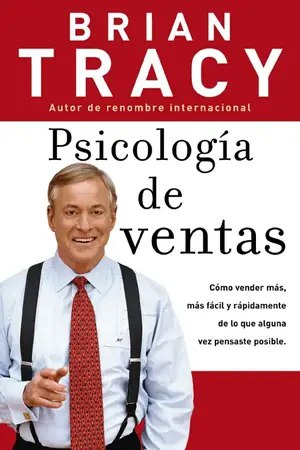 BRIAN
TRACY
Autor de renombre internacional
Psicología
de
ventas
Cómo vender más,
más fácil y rápidamente
de lo que alguna
vez pensaste posible.